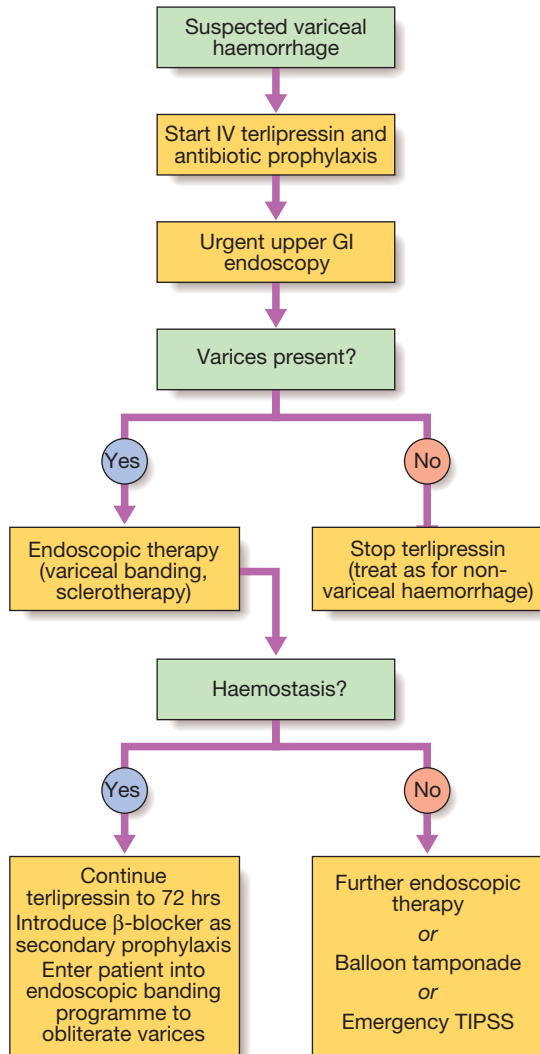 Suspected variceal
haemorrhage
Start IV terlipressin and
antibiotic prophylaxis
Urgent upper GI
endoscopy
Varices present?
Yes
No
Endoscopic therapy
(variceal banding,
sclerotherapy)
Stop terlipressin
(treat as for non-
variceal haemorrhage)
Haemostasis?
Yes
No
Continue
terlipressin to 72 hrs
Introduce β-blocker as
secondary prophylaxis
Enter patient into
endoscopic banding
programme to
obliterate varices
Further endoscopic
therapy
or
Balloon tamponade
or
Emergency TIPSS